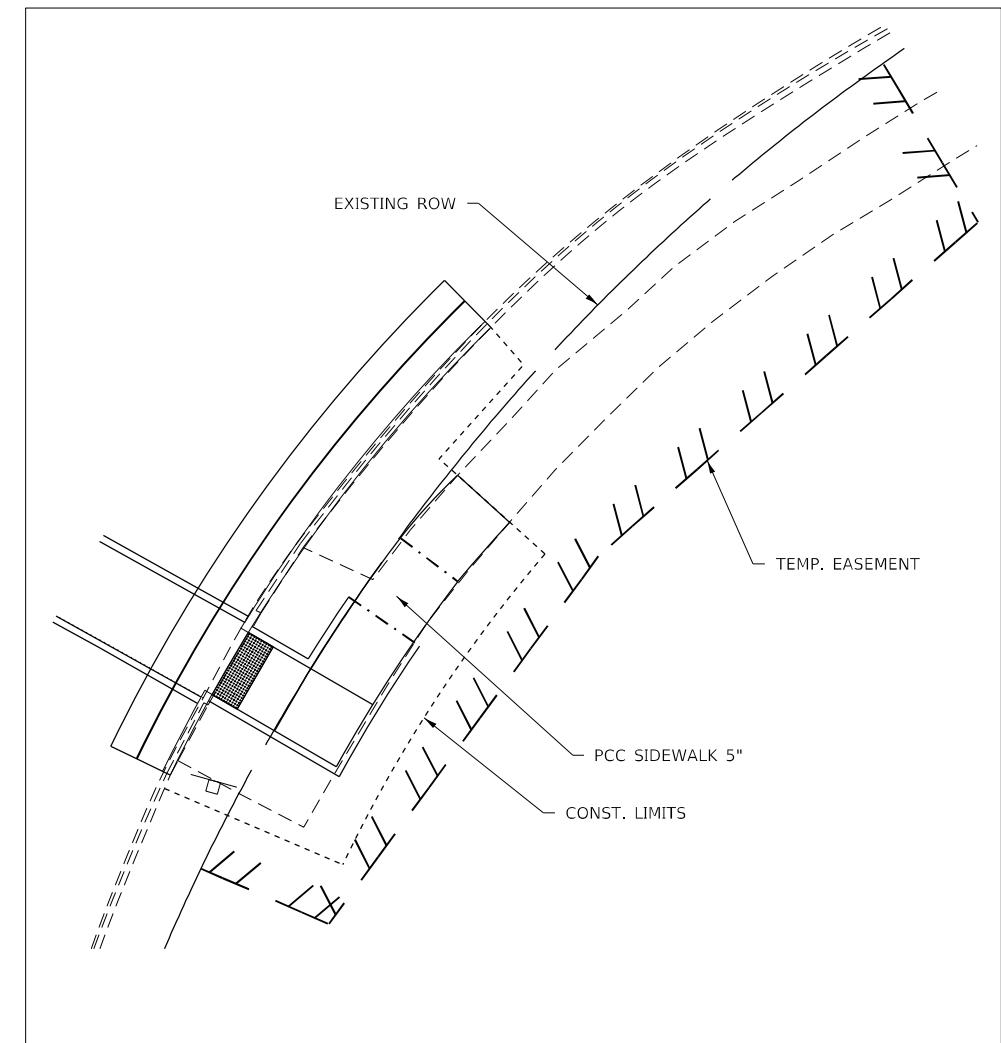 EXISTING ROW
TEMP. EASEMENT
PCC SIDEWALK 5"
CONST. LIMITS